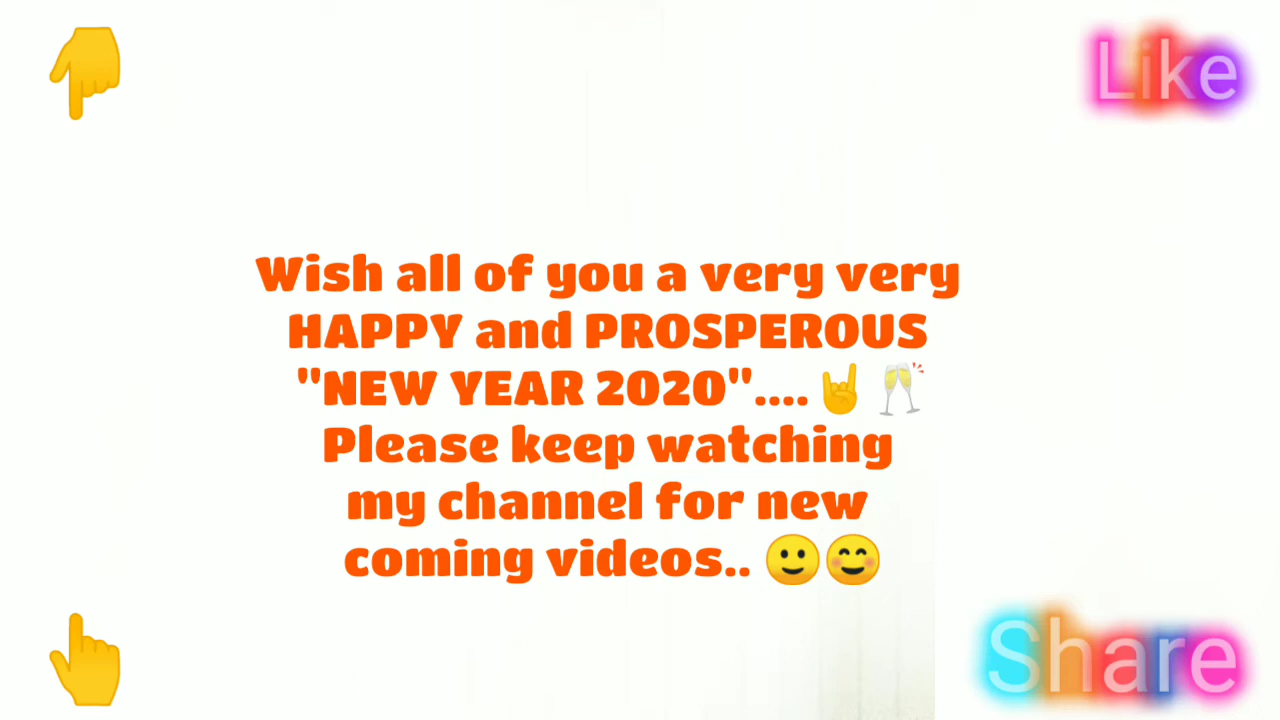 Like
Wish all of you a very very
HAPPY and PROSPEROUS
"NEW YEAR 2020"....🤘🥂
Please keep watching
my channel for new
coming videos.. 🙂😊
Share